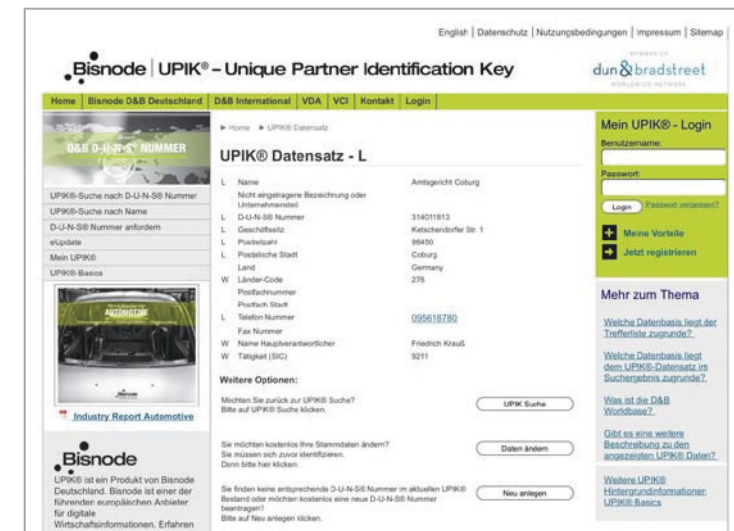 English | Datenschutz | Nutzungsbedingungen | Impressum | Sitemap
Bisnode | UPIK® – Unique Partner Identification Key
MEMBER OF
dun & bradstreet
WORLDWIDE NETWORK
Home | Bisnode D&B Deutschland | D&B International | VDA | VCI | Kontakt | Login
D&B D-U-N-S® NUMMER
UPIK®-Suche nach D-U-N-S® Nummer
UPIK®-Suche nach Name
D-U-N-S® Nummer anfordern
eUpdate
Mein UPIK®
UPIK®-Basics
AUTOMOTIVE
Bisnode
Industry Report Automotive
Bisnode
UPIK® ist ein Produkt von Bisnode
Deutschland. Bisnode ist einer der
führenden europäischen Anbieter
für digitale
Wirtschaftsinformationen. Erfahren
► Home ► UPIK® Datensatz
UPIK® Datensatz - L
L Name Amtsgericht Coburg
Nicht eingetragene Bezeichnung oder
Unternehmensteil
L D-U-N-S® Nummer 314011813
L Geschäftssitz Ketschendorfer Str. 1
L Postleitzahl 96450
L Postalische Stadt Coburg
Land Germany
W Länder-Code 276
Postfachnummer
Postfach Stadt
L Telefon Nummer 095618780
Fax Nummer
W Name Hauptverantwortlicher Friedrich Krauß
W Tätigkeit (SIC) 9211
Weitere Optionen:
Möchten Sie zurück zur UPIK® Suche?
Bitte auf UPIK® Suche klicken.
UPIK Suche
Sie möchten kostenlos Ihre Stammdaten ändern?
Sie müssen sich zuvor identifizieren.
Dann bitte hier klicken.
Daten ändern
Sie finden keine entsprechende D-U-N-S® Nummer im aktuellen UPIK®
Bestand oder möchten kostenlos eine neue D-U-N-S® Nummer
beantragen?
Bitte auf Neu anlegen klicken.
Neu anlegen
Mein UPIK® - Login
Benutzername:
Passwort:
Login Passwort vergessen?
Meine Vorteile
Jetzt registrieren
Mehr zum Thema
Welche Datenbasis liegt der
Trefferliste zugrunde?
Welche Datenbasis liegt
dem UPIK®-Datensatz im
Suchergebnis zugrunde?
Was ist die D&B
Worldbase?
Gibt es eine weitere
Beschreibung zu den
angezeigten UPIK® Daten?
Weitere UPIK®
Hintergrundinformationen:
UPIK® Basics